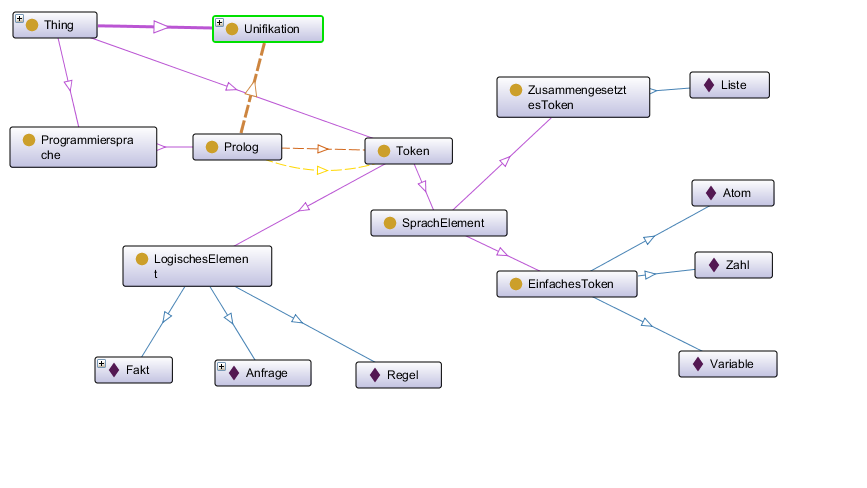 Thing
Unifikation
Zusammengesetzt
esToken
Liste
Programmierspra
che
Prolog
Token
Atom
SprachElement
LogischesElemen
t
Zahl
EinfachesToken
Fakt
Anfrage
Regel
Variable